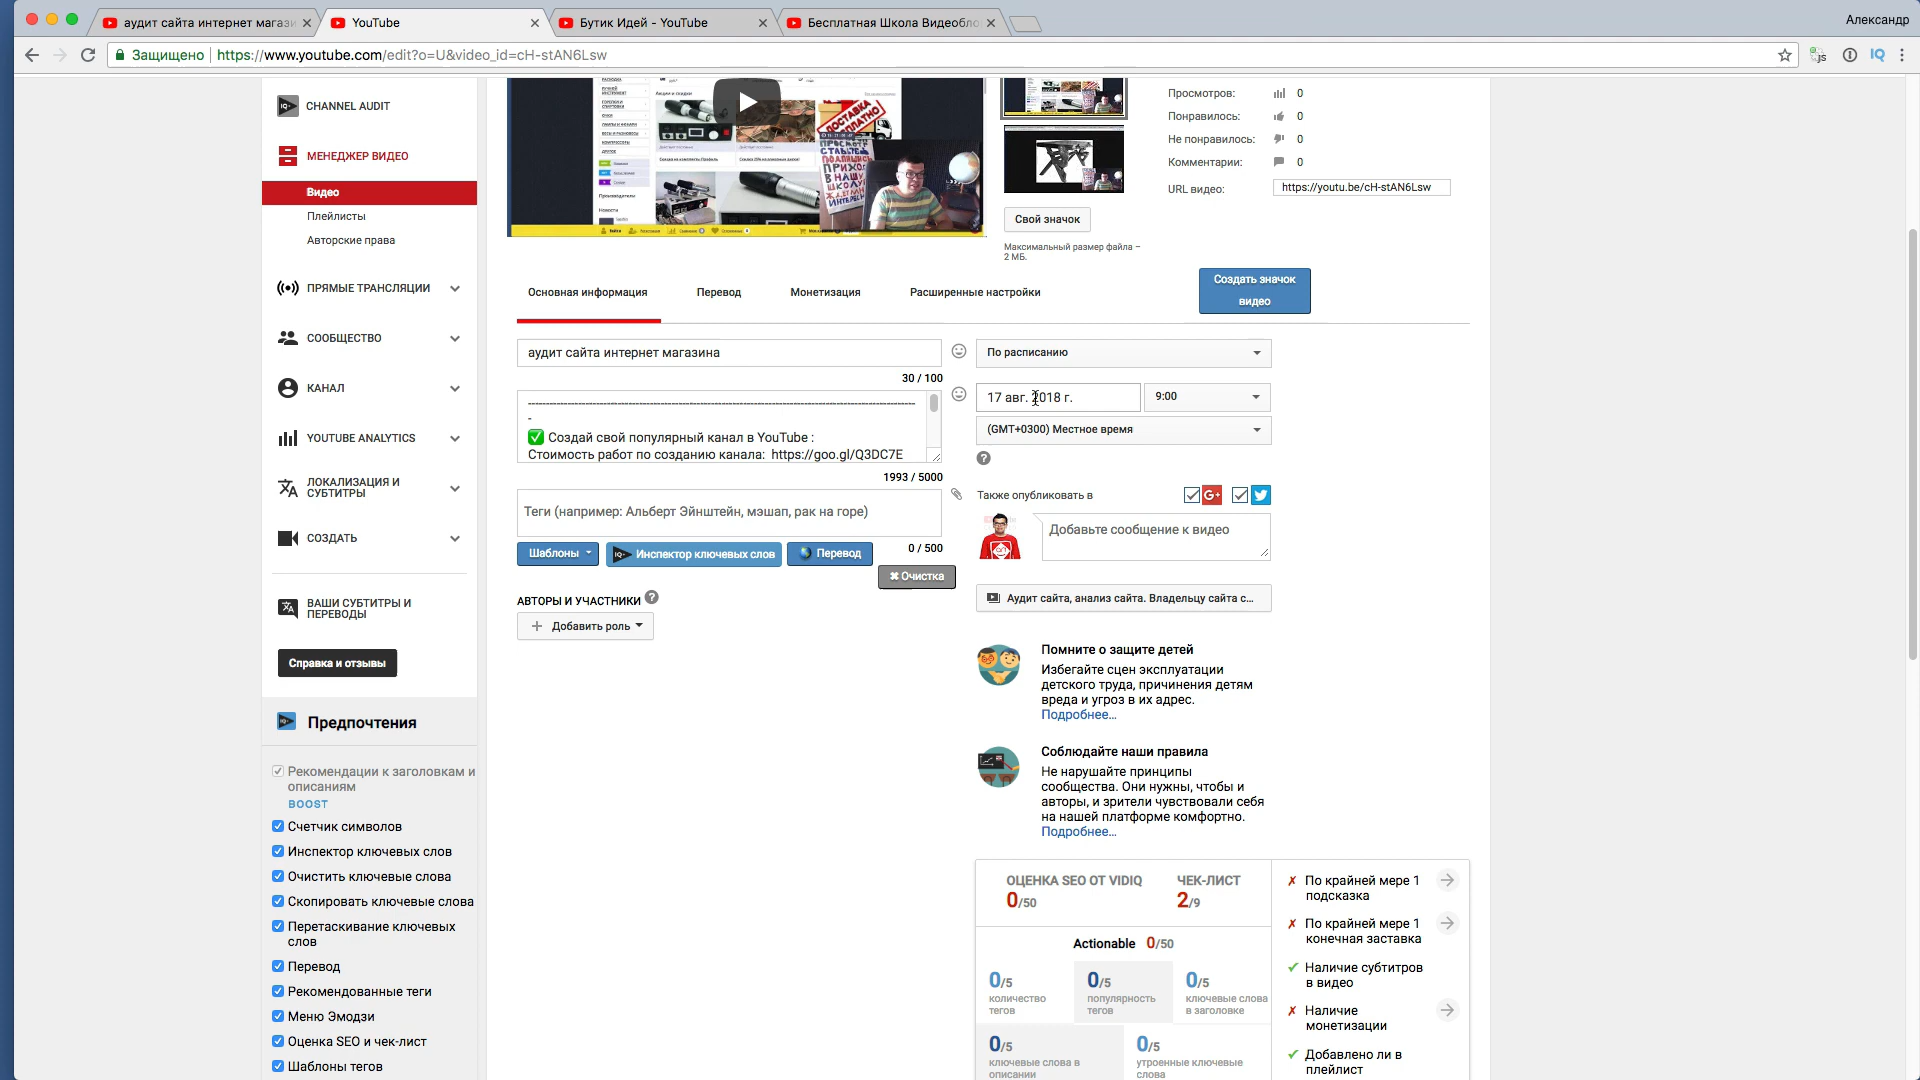 аудит сайта интернет магази
YouTube
Бутик Идей - YouTube
Бесплатная Школа Видеобло
Александр
Защищено
https://www.youtube.com/edit?o=U&video_id=cH-stAN6Lsw
CHANNEL AUDIT
МЕНЕДЖЕР ВИДЕО
Видео
Плейлисты
Авторские права
ПРЯМЫЕ ТРАНСЛЯЦИИ
СООБЩЕСТВО
КАНАЛ
YOUTUBE ANALYTICS
ЛОКАЛИЗАЦИЯ И
СУБТИТРЫ
СОЗДАТЬ
ВАШИ СУБТИТРЫ И
ПЕРЕВОДЫ
Справка и отзывы
Предпочтения
Рекомендации к заголовкам и
описаниям
BOOST
Счетчик символов
Инспектор ключевых слов
Очистить ключевые слова
Скопировать ключевые слова
Перетаскивание ключевых
слов
Перевод
Рекомендованные теги
Меню Эмодзи
Оценка SEO и чек-лист
Шаблоны тегов
ДОСТАВКА
БЕСПЛАТНО
Свой значок
Максимальный размер файла –
2 МБ.
Просмотров: 0
Понравилось: 0
Не понравилось: 0
Комментарии: 0
URL видео: https://youtu.be/cH-stAN6Lsw
Основная информация
Перевод
Монетизация
Расширенные настройки
Создать значок
видео
аудит сайта интернет магазина
30 / 100
✅ Создай свой популярный канал в YouTube :
Стоимость работ по созданию канала: https://goo.gl/Q3DC7E
1993 / 5000
Теги (например: Альберт Эйнштейн, мэшап, рак на горе)
Шаблоны
Инспектор ключевых слов
Перевод
0 / 500
✖ Очистка
АВТОРЫ И УЧАСТНИКИ ?
+ Добавить роль
По расписанию
17 авг. 2018 г.
9:00
(GMT+0300) Местное время
?
Также опубликовать в
G+
Добавьте сообщение к видео
Аудит сайта, анализ сайта. Владельцу сайта с...
Помните о защите детей
Избегайте сцен эксплуатации
детского труда, причинения детям
вреда и угроз в их адрес.
Подробнее...
Соблюдайте наши правила
Не нарушайте принципы
сообщества. Они нужны, чтобы и
авторы, и зрители чувствовали себя
на нашей платформе комфортно.
Подробнее...
ОЦЕНКА SEO ОТ VIDIQ
0/50
ЧЕК-ЛИСТ
2/9
Actionable 0/50
0/5
количество
тегов
0/5
популярность
тегов
0/5
ключевые слова
в заголовке
0/5
ключевые слова в
описании
0/5
утроенные ключевые
слова
✗ По крайней мере 1
подсказка
✗ По крайней мере 1
конечная заставка
✓ Наличие субтитров
в видео
✗ Наличие
монетизации
✓ Добавлено ли в
плейлист